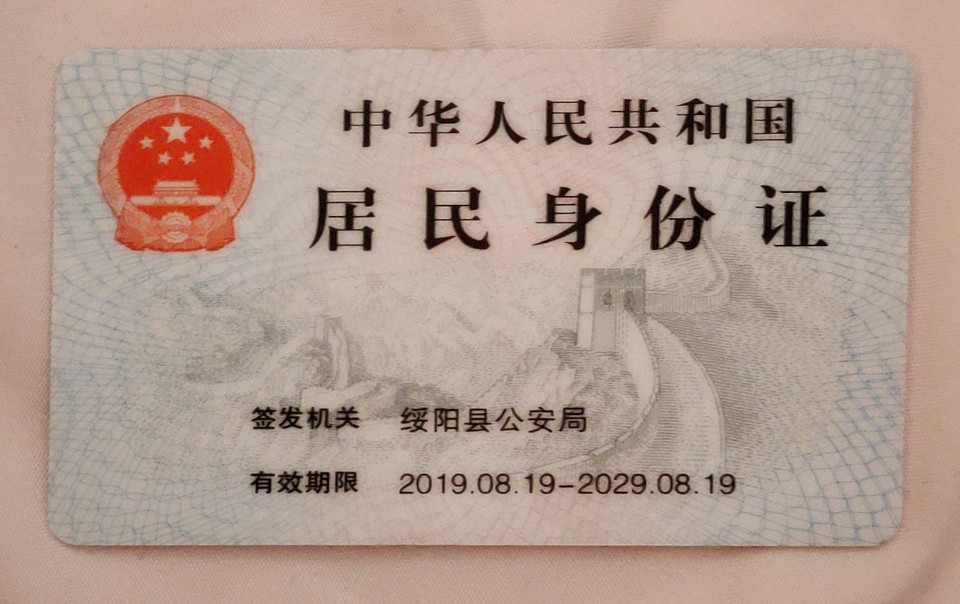 中华人民共和国
居民身份证
签发机关 绥阳县公安局
有效期限 2019.08.19-2029.08.19